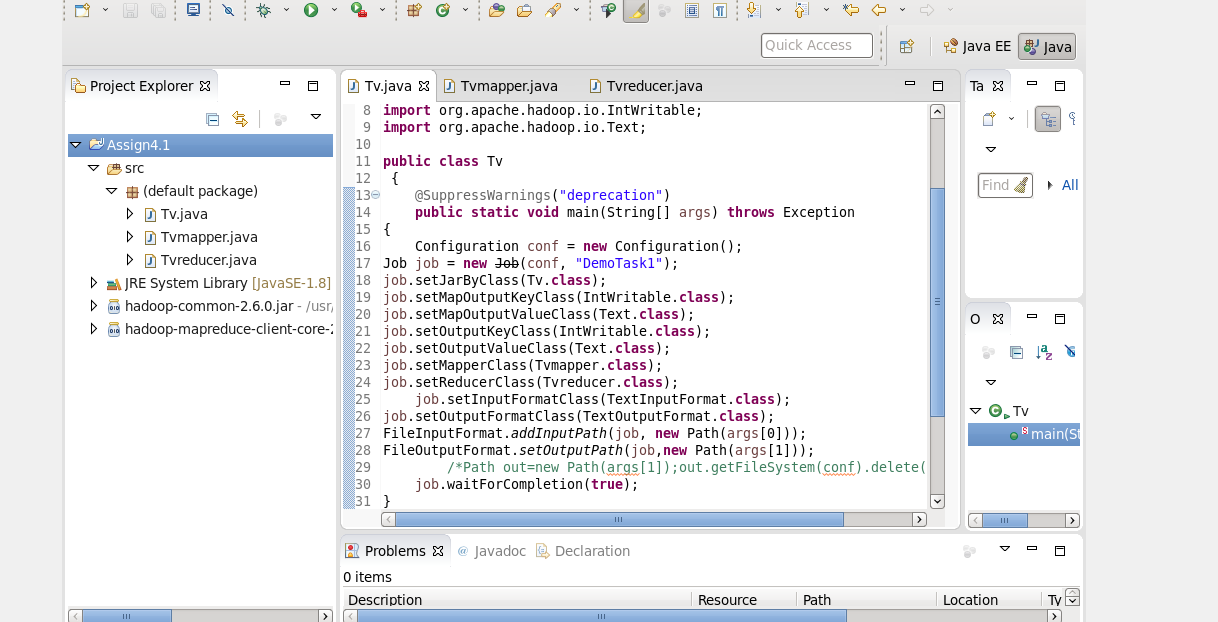 Quick Access
Java EE
Java
Project Explorer
Assign4.1
src
(default package)
Tv.java
Tvmapper.java
Tvreducer.java
JRE System Library [JavaSE-1.8]
hadoop-common-2.6.0.jar - /usr/
hadoop-mapreduce-client-core-2
Tv.java
Tvmapper.java
Tvreducer.java
8 import org.apache.hadoop.io.IntWritable;
9 import org.apache.hadoop.io.Text;
10
11 public class Tv
12 {
13 @SuppressWarnings("deprecation")
14 public static void main(String[] args) throws Exception
15 {
16 Configuration conf = new Configuration();
17 Job job = new Job(conf, "DemoTask1");
18 job.setJarByClass(Tv.class);
19 job.setMapOutputKeyClass(IntWritable.class);
20 job.setMapOutputValueClass(Text.class);
21 job.setOutputKeyClass(IntWritable.class);
22 job.setOutputValueClass(Text.class);
23 job.setMapperClass(Tvmapper.class);
24 job.setReducerClass(Tvreducer.class);
25 job.setInputFormatClass(TextInputFormat.class);
26 job.setOutputFormatClass(TextOutputFormat.class);
27 FileInputFormat.addInputPath(job, new Path(args[0]));
28 FileOutputFormat.setOutputPath(job,new Path(args[1]));
29 /*Path out=new Path(args[1]);out.getFileSystem(conf).delete(
30 job.waitForCompletion(true);
31 }
Ta
Find
All
O
Tv
main(St
Problems
Javadoc
Declaration
0 items
Description
Resource
Path
Location
Ty